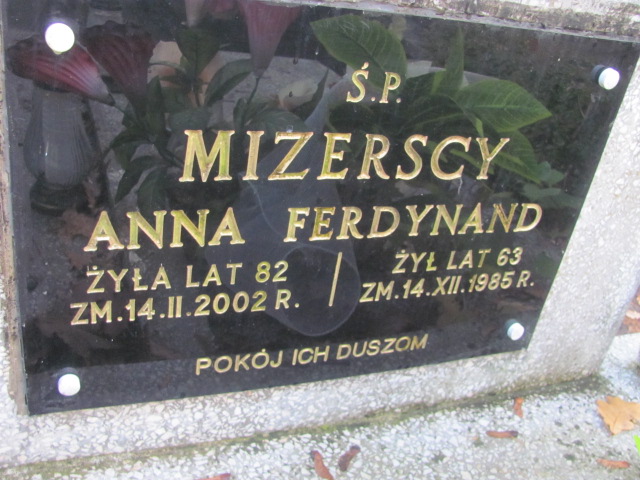 Ś.P.
MIZERSCY
ANNA FERDYNAND
ŻYŁA LAT 82 ŻYŁ LAT 63
ZM.14.II.2002 R. ZM.14.XII.1985 R.
POKÓJ ICH DUSZOM